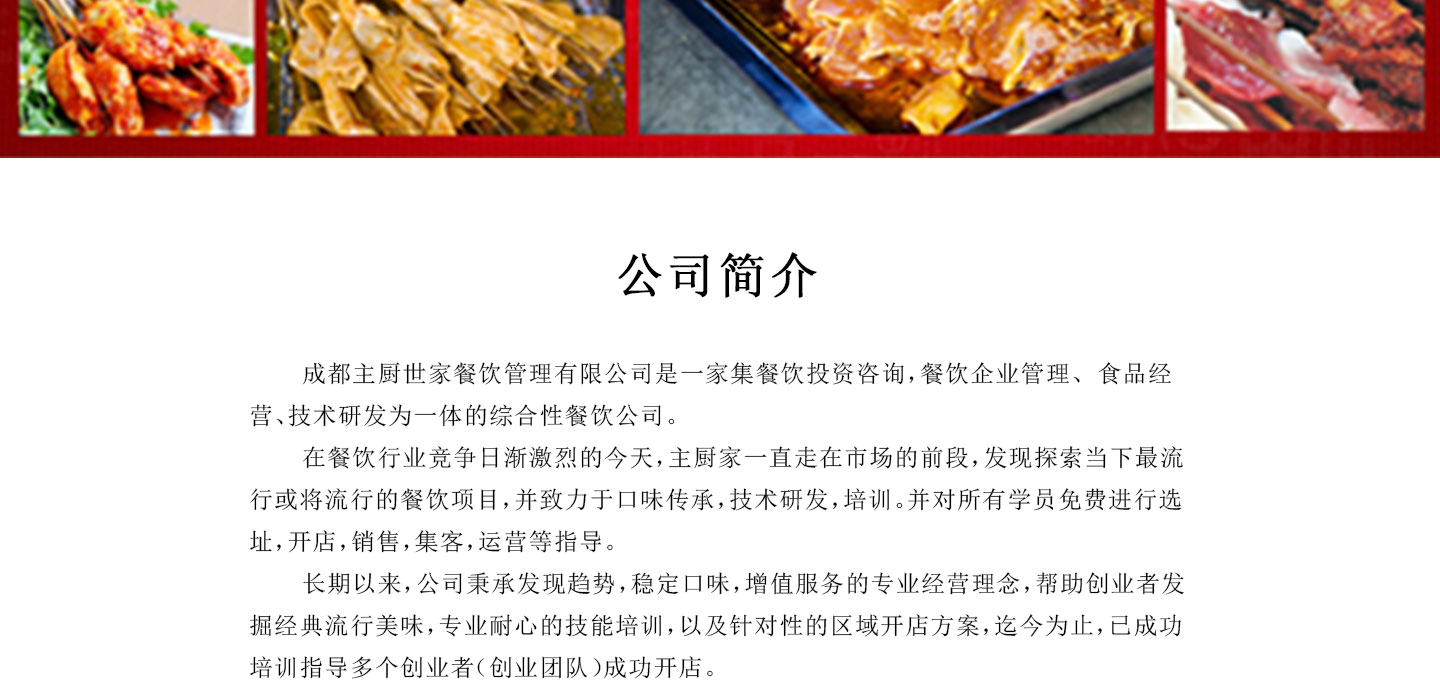 公司简介
成都主厨世家餐饮管理有限公司是一家集餐饮投资咨询,餐饮企业管理、食品经
营、技术研发为一体的综合性餐饮公司。
在餐饮行业竞争日渐激烈的今天,主厨家一直走在市场的前段,发现探索当下最流
行或将流行的餐饮项目,并致力于口味传承,技术研发,培训。并对所有学员免费进行选
址,开店,销售,集客,运营等指导。
长期以来,公司秉承发现趋势,稳定口味,增值服务的专业经营理念,帮助创业者发
掘经典流行美味,专业耐心的技能培训,以及针对性的区域开店方案,迄今为止,已成功
培训指导多个创业者(创业团队)成功开店。